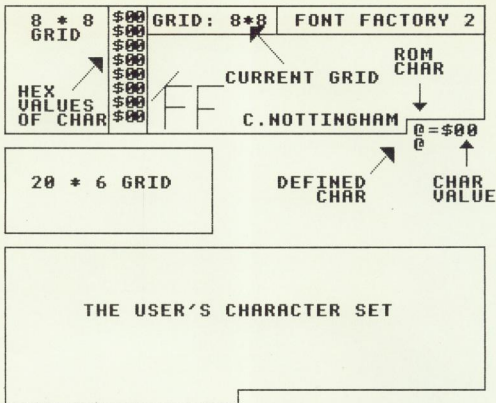 8 * 8
GRID
HEX
VALUES
OF CHAR
$00
$00
$00
$00
$00
$00
$00
$00
GRID: 8*8
FONT FACTORY 2
CURRENT GRID
ROM
CHAR
FF
C.NOTTINGHAM
@=$00
@
DEFINED
CHAR
CHAR
VALUE
20 * 6 GRID
THE USER'S CHARACTER SET